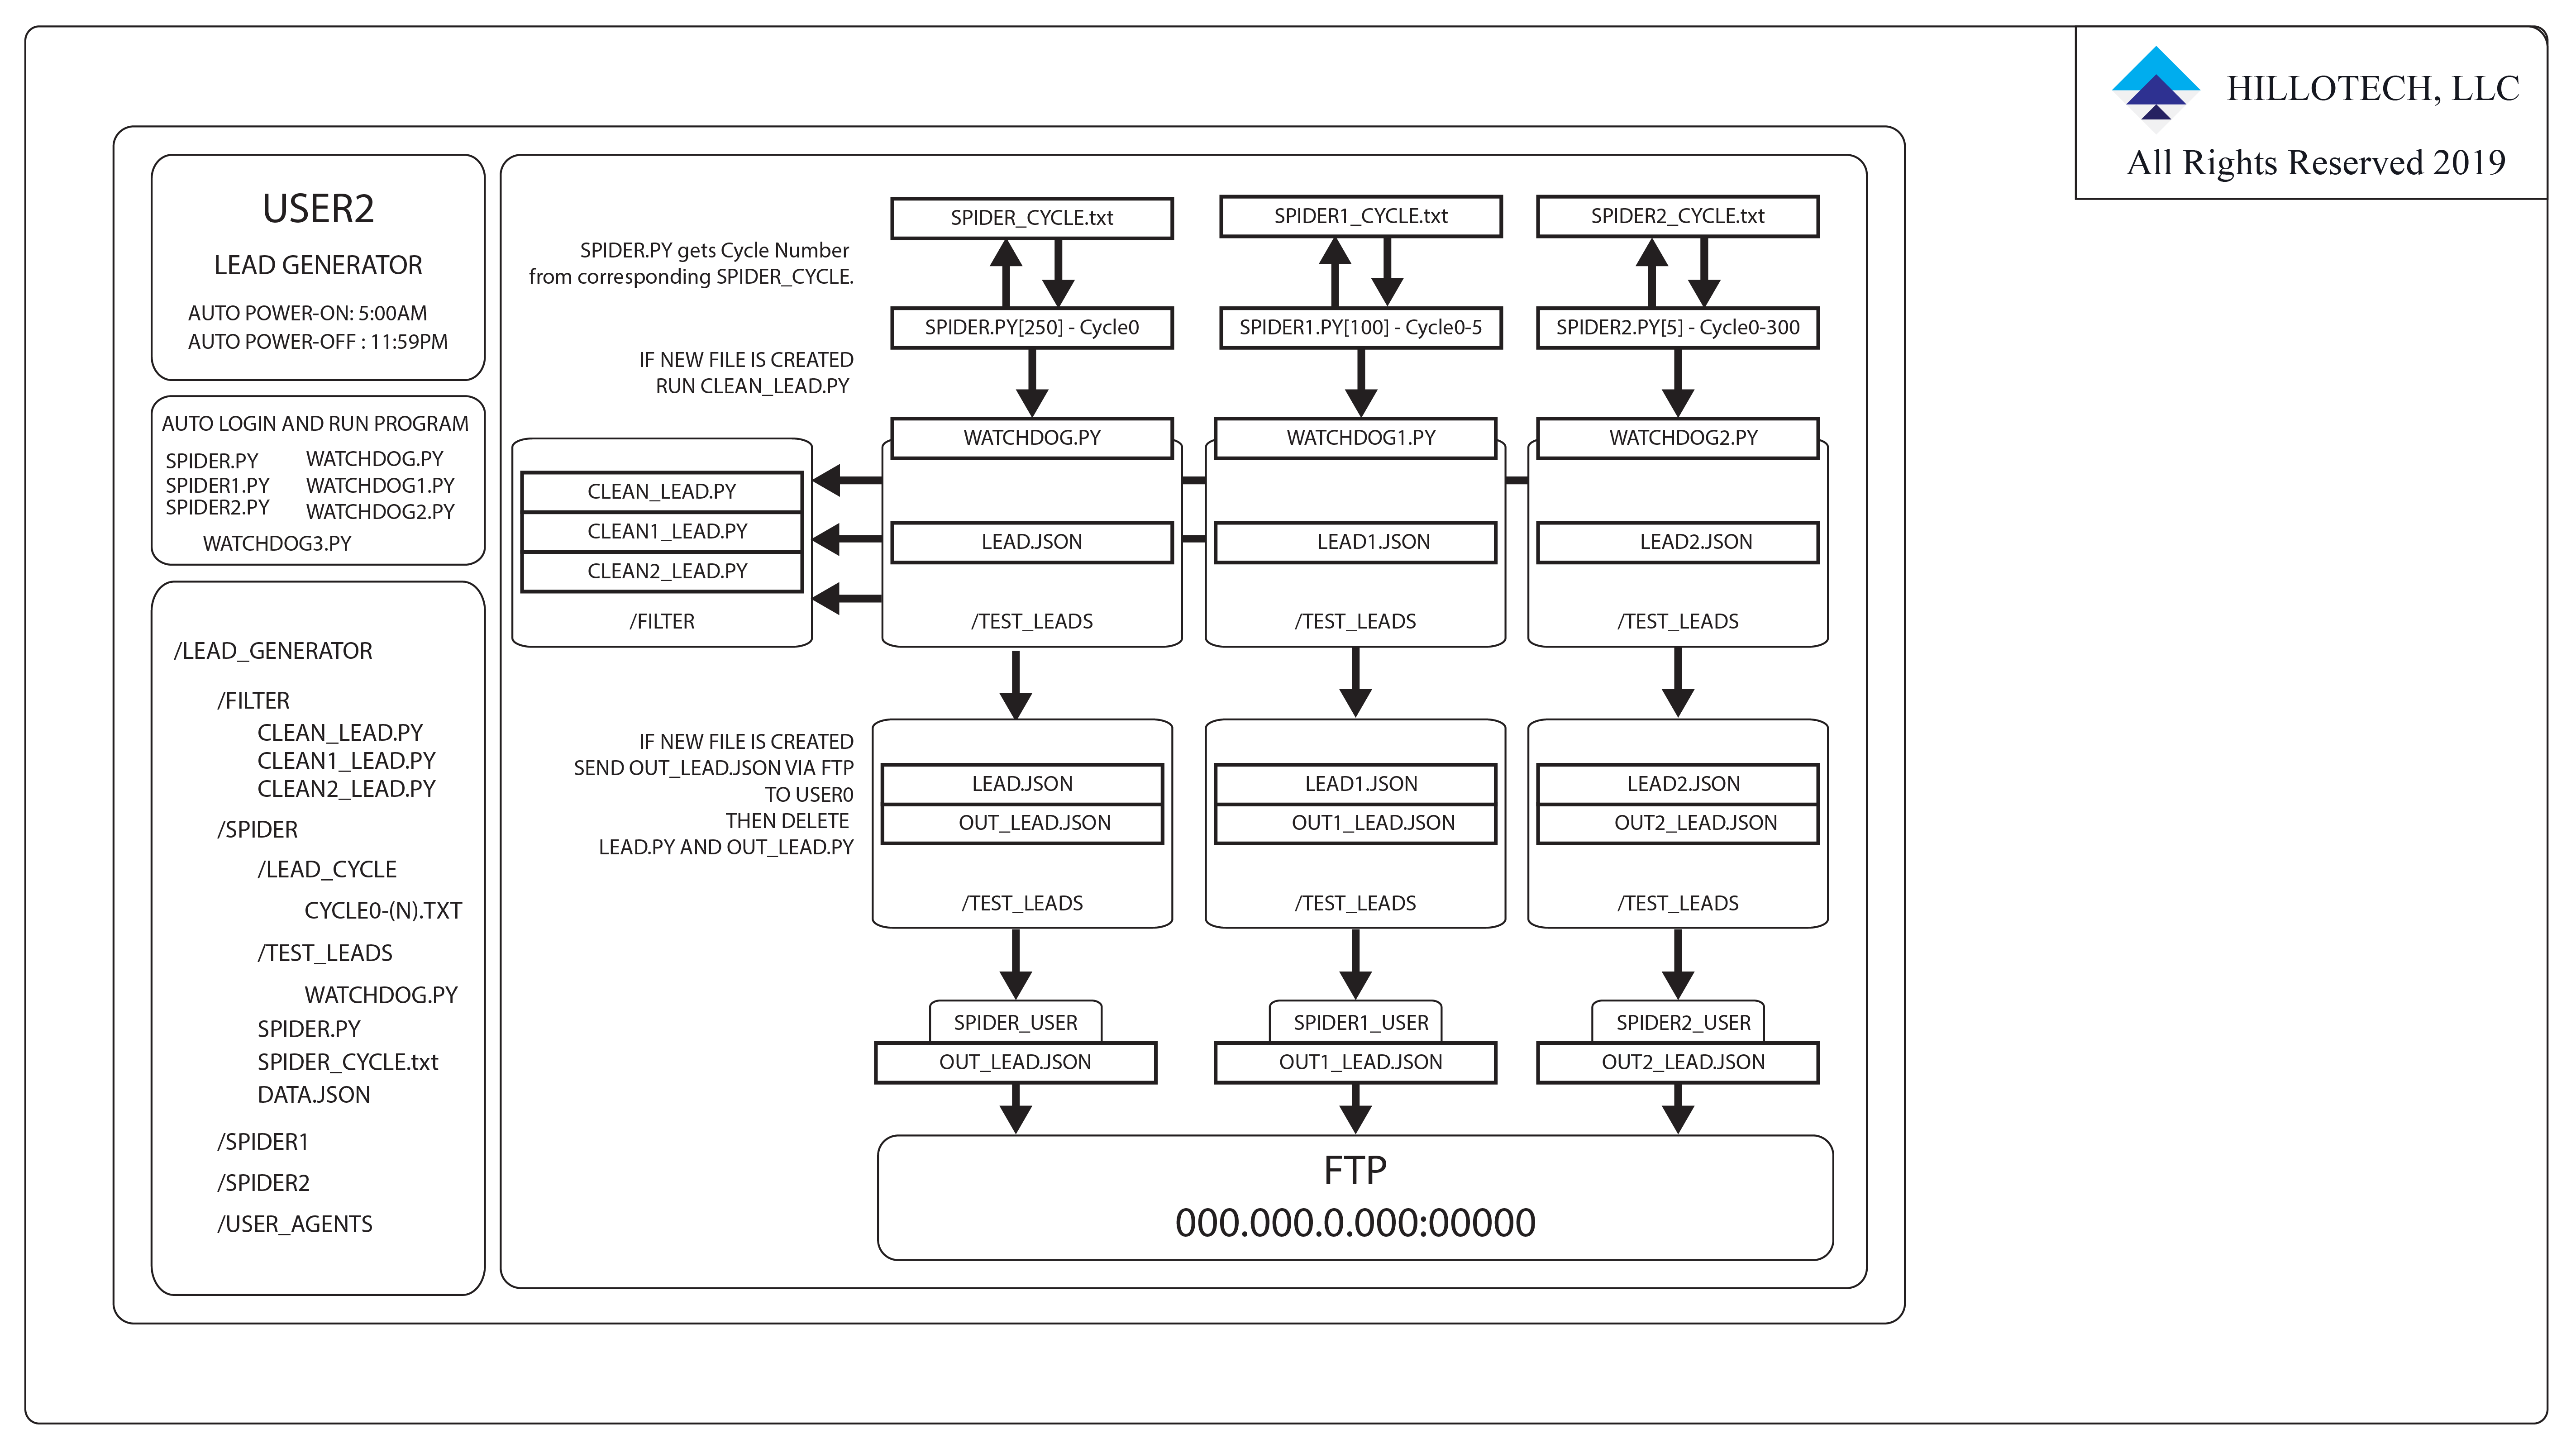 HILLOTECH, LLC
All Rights Reserved 2019
USER2
LEAD GENERATOR
AUTO POWER-ON: 5:00AM
AUTO POWER-OFF : 11:59PM
AUTO LOGIN AND RUN PROGRAM
SPIDER.PY
SPIDER1.PY
SPIDER2.PY
WATCHDOG.PY
WATCHDOG1.PY
WATCHDOG2.PY
WATCHDOG3.PY
/LEAD_GENERATOR
/FILTER
CLEAN_LEAD.PY
CLEAN1_LEAD.PY
CLEAN2_LEAD.PY
/SPIDER
/LEAD_CYCLE
CYCLE0-(N).TXT
/TEST_LEADS
WATCHDOG.PY
SPIDER.PY
SPIDER_CYCLE.txt
DATA.JSON
/SPIDER1
/SPIDER2
/USER_AGENTS
SPIDER.PY gets Cycle Number
from corresponding SPIDER_CYCLE.
SPIDER_CYCLE.txt
SPIDER1_CYCLE.txt
SPIDER2_CYCLE.txt
SPIDER.PY[250] - Cycle0
SPIDER1.PY[100] - Cycle0-5
SPIDER2.PY[5] - Cycle0-300
IF NEW FILE IS CREATED
RUN CLEAN_LEAD.PY
WATCHDOG.PY
WATCHDOG1.PY
WATCHDOG2.PY
CLEAN_LEAD.PY
CLEAN1_LEAD.PY
CLEAN2_LEAD.PY
/FILTER
LEAD.JSON
LEAD1.JSON
LEAD2.JSON
/TEST_LEADS
/TEST_LEADS
/TEST_LEADS
IF NEW FILE IS CREATED
SEND OUT_LEAD.JSON VIA FTP
TO USER0
THEN DELETE
LEAD.PY AND OUT_LEAD.PY
LEAD.JSON
OUT_LEAD.JSON
/TEST_LEADS
LEAD1.JSON
OUT1_LEAD.JSON
/TEST_LEADS
LEAD2.JSON
OUT2_LEAD.JSON
/TEST_LEADS
SPIDER_USER
OUT_LEAD.JSON
SPIDER1_USER
OUT1_LEAD.JSON
SPIDER2_USER
OUT2_LEAD.JSON
FTP
000.000.0.000:00000